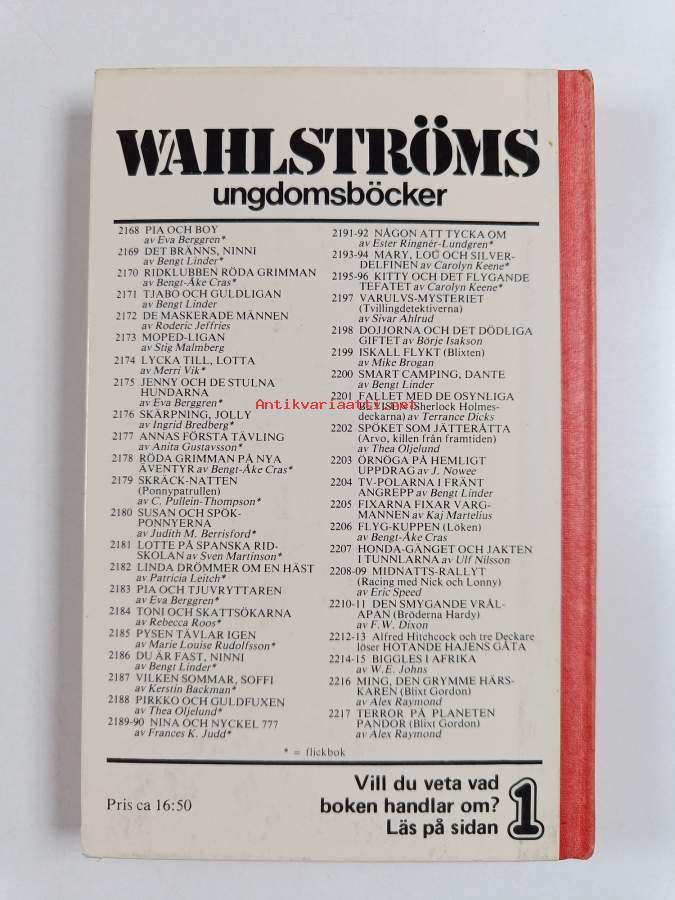 WAHLSTRÖMS
ungdomsböcker
2168 PIA OCH BOY
av Eva Berggren*
2169 DET BRÄNNS, NINNI
av Bengt Linder*
2170 RIDKLUBBEN RÖDA GRIMMAN
av Bengt-Åke Cras*
2171 TJABO OCH GULDLIGAN
av Bengt Linder
2172 DE MASKERADE MÄNNEN
av Roderic Jeffries
2173 MOPED-LIGAN
av Stig Malmberg
2174 LYCKA TILL, LOTTA
av Merri Vik*
2175 JENNY OCH DE STULNA
HUNDARNA
av Eva Berggren*
2176 SKÄRPNING, JOLLY
av Ingrid Bredberg*
2177 ANNAS FÖRSTA TÄVLING
av Anita Gustavsson*
2178 RÖDA GRIMMAN PÅ NYA
ÄVENTYR av Bengt-Åke Cras*
2179 SKRÄCK-NATTEN
(Ponnypatrullen)
av C. Pullein-Thompson*
2180 SUSAN OCH SPÖK-
PONNYERNA
av Judith M. Berrisford*
2181 LOTTE PÅ SPANSKA RID-
SKOLAN av Sven Martinson*
2182 LINDA DRÖMMER OM EN HÄST
av Patricia Leitch*
2183 PIA OCH TJUVRYTTAREN
av Eva Berggren*
2184 TONI OCH SKATTSÖKARNA
av Rebecca Roos*
2185 PYSEN TÄVLAR IGEN
av Marie Louise Rudolfsson*
2186 DU ÄR FAST, NINNI
av Bengt Linder*
2187 VILKEN SOMMAR, SOFFI
av Kerstin Backman*
2188 PIRKKO OCH GULDFUXEN
av Thea Oljelund*
2189-90 NINA OCH NYCKEL 777
av Frances K. Judd*
2191-92 NÅGON ATT TYCKA OM
av Ester Ringnér-Lundgren*
2193-94 MARY, LOU OCH SILVER-
DELFINEN av Carolyn Keene*
2195-96 KITTY OCH DET FLYGANDE
TEFATET av Carolyn Keene*
2197 VARULVS-MYSTERIET
(Tvillingdetektiverna)
av Sivar Ahlrud
2198 DOJJORNA OCH DET DÖDLIGA
GIFTET av Börje Isakson
2199 ISKALL FLYKT (Blixten)
av Mike Brogan
2200 SMART CAMPING, DANTE
av Bengt Linder
2201 FALLET MED DE OSYNLIGA
(Sherlock Holmes-
deckarna) av Terrance Dicks
2202 SPÖKET SOM JÄTTERÅTTA
(Arvo, killen från framtiden)
av Thea Oljelund
2203 ÖRNÖGA PÅ HEMLIGT
UPPDRAG av J. Nowee
2204 TV-POLARNA I FRÄNT
ANGREPP av Bengt Linder
2205 FIXARNA FIXAR VARG-
MANNEN av Kaj Martelius
2206 FLYG-KUPPEN (Löken)
av Bengt-Åke Cras
2207 HONDA-GÄNGET OCH JAKTEN
I TUNNLARNA av Ulf Nilsson
2208-09 MIDNATTS-RALLYT
(Racing med Nick och Lonny)
av Eric Speed
2210-11 DEN SMYGANDE VRÅL-
APAN (Bröderna Hardy)
av F.W. Dixon
2212-13 Alfred Hitchcock och tre Deckare
löser HOTANDE HAJENS GÅTA
2214-15 BIGGLES I AFRIKA
av W.E. Johns
2216 MING, DEN GRYMME HÄRS-
KAREN (Blixt Gordon)
av Alex Raymond
2217 TERROR PÅ PLANETEN
PANDOR (Blixt Gordon)
av Alex Raymond
* = flickbok
Antikvariaatti.net
Pris ca 16:50
Vill du veta vad
boken handlar om?
Läs på sidan 1